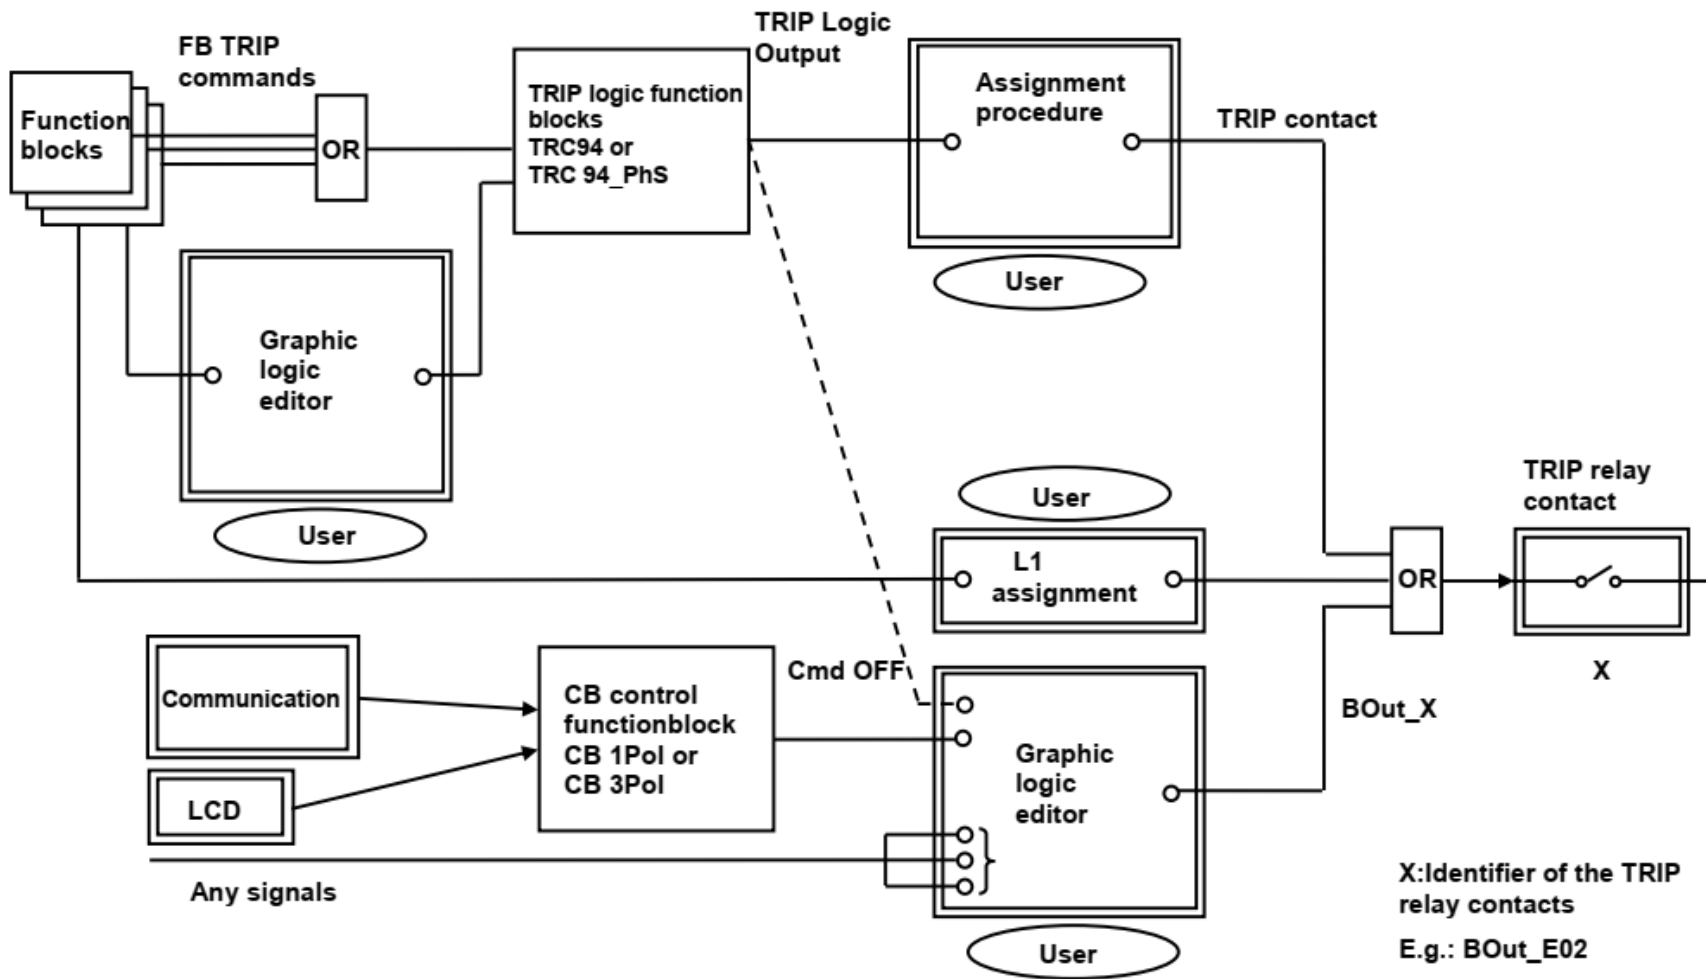 FB TRIP
commands
TRIP Logic
Output
Function
blocks
OR
TRIP logic function
blocks
TRC94 or
TRC 94_PhS
Assignment
procedure
TRIP contact
User
Graphic
logic
editor
User
User
L1
assignment
OR
TRIP relay
contact
X
Communication
LCD
CB control
functionblock
CB 1Pol or
CB 3Pol
Cmd OFF
Graphic
logic
editor
BOut_X
Any signals
User
X:Identifier of the TRIP
relay contacts
E.g.: BOut_E02